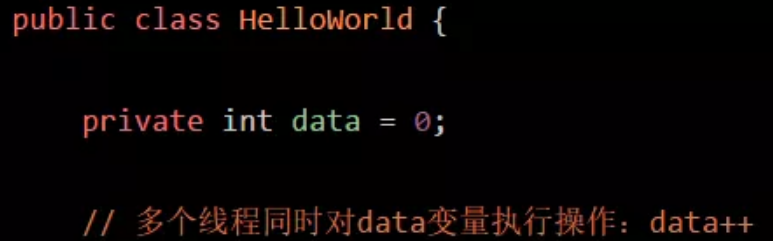 public class HelloWorld {
private int data = 0;
// 多个线程同时对data变量执行操作：data++